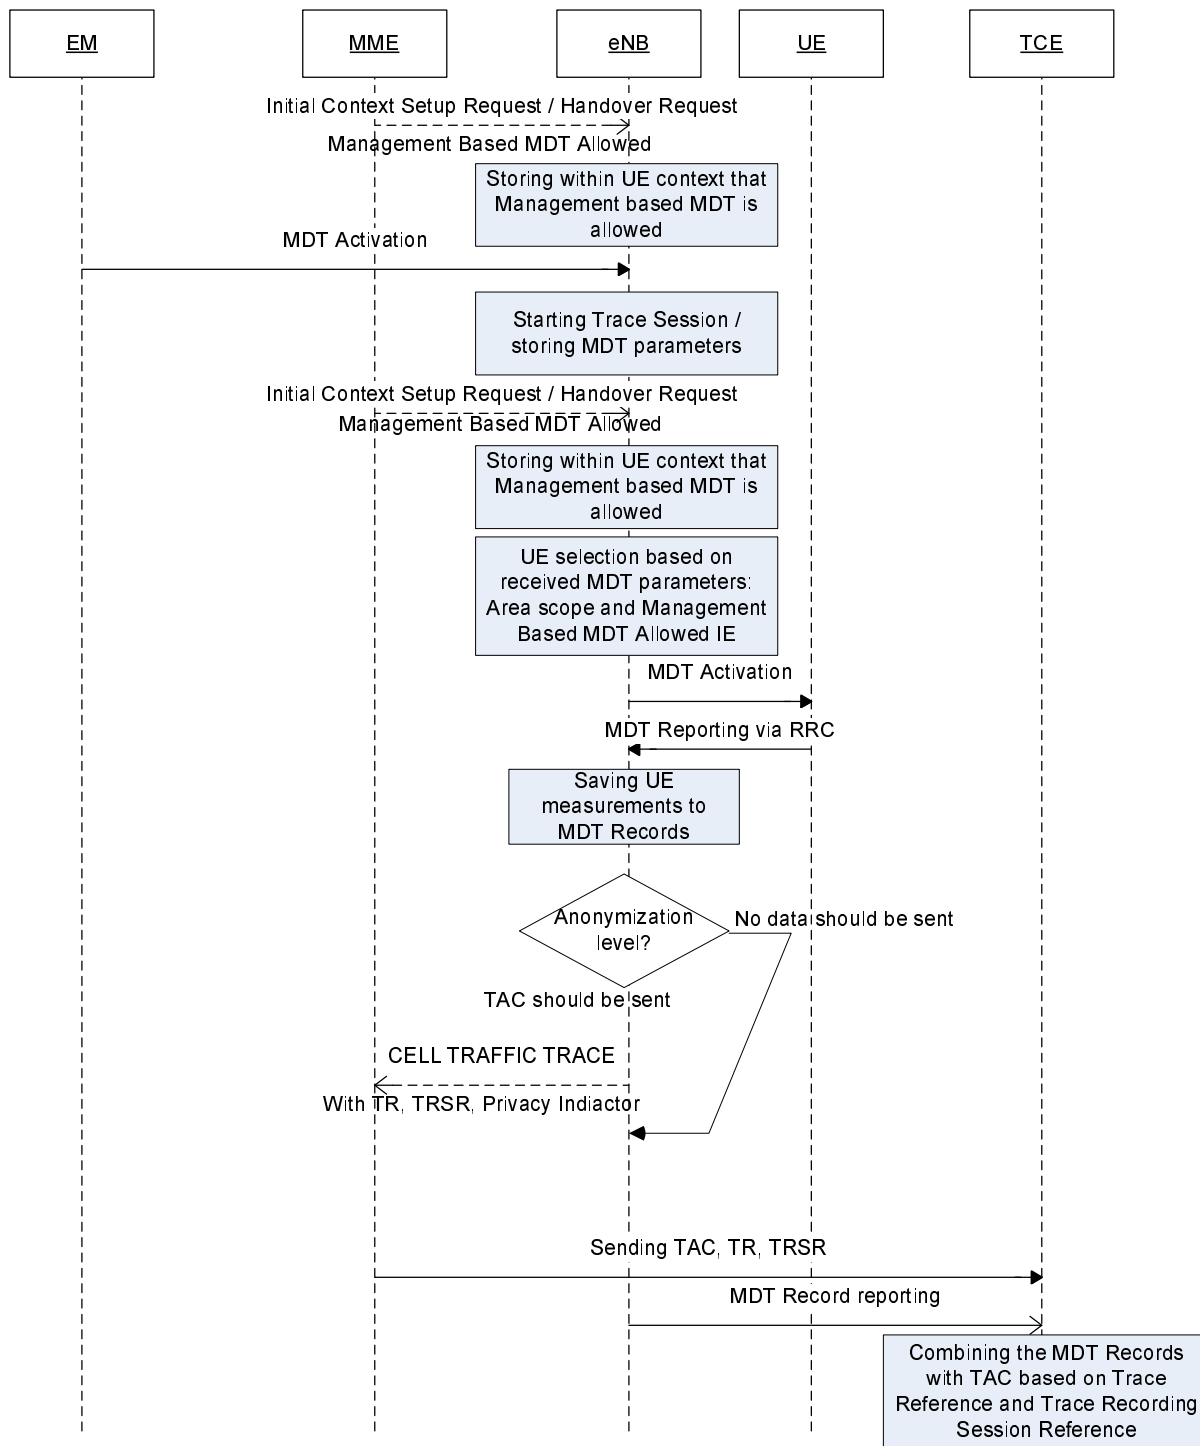 EM
MME
eNB
UE
TCE
Initial Context Setup Request / Handover Request
Management Based MDT Allowed
Storing within UE context that
Management based MDT is
allowed
MDT Activation
Starting Trace Session /
storing MDT parameters
Initial Context Setup Request / Handover Request
Management Based MDT Allowed
Storing within UE context that
Management based MDT is
allowed
UE selection based on
received MDT parameters:
Area scope and Management
Based MDT Allowed IE
MDT Activation
MDT Reporting via RRC
Saving UE
measurements to
MDT Records
Anonymization
level?
No data should be sent
TAC should be sent
CELL TRAFFIC TRACE
With TR, TRSR, Privacy Indiactor
Sending TAC, TR, TRSR
MDT Record reporting
Combining the MDT Records
with TAC based on Trace
Reference and Trace Recording
Session Reference